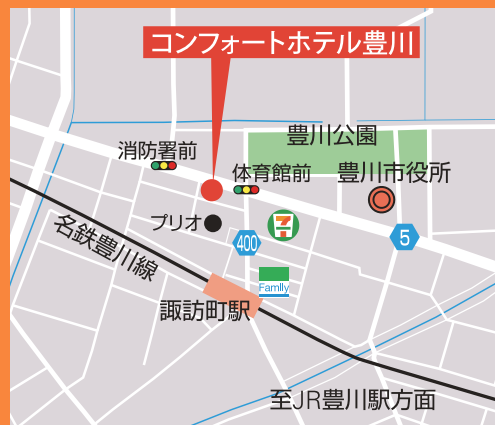 コンフォートホテル豊川
豊川公園
消防署前
体育館前
豊川市役所
プリオ
7
400
5
名鉄豊川線
Family
諏訪町駅
至JR豊川駅方面